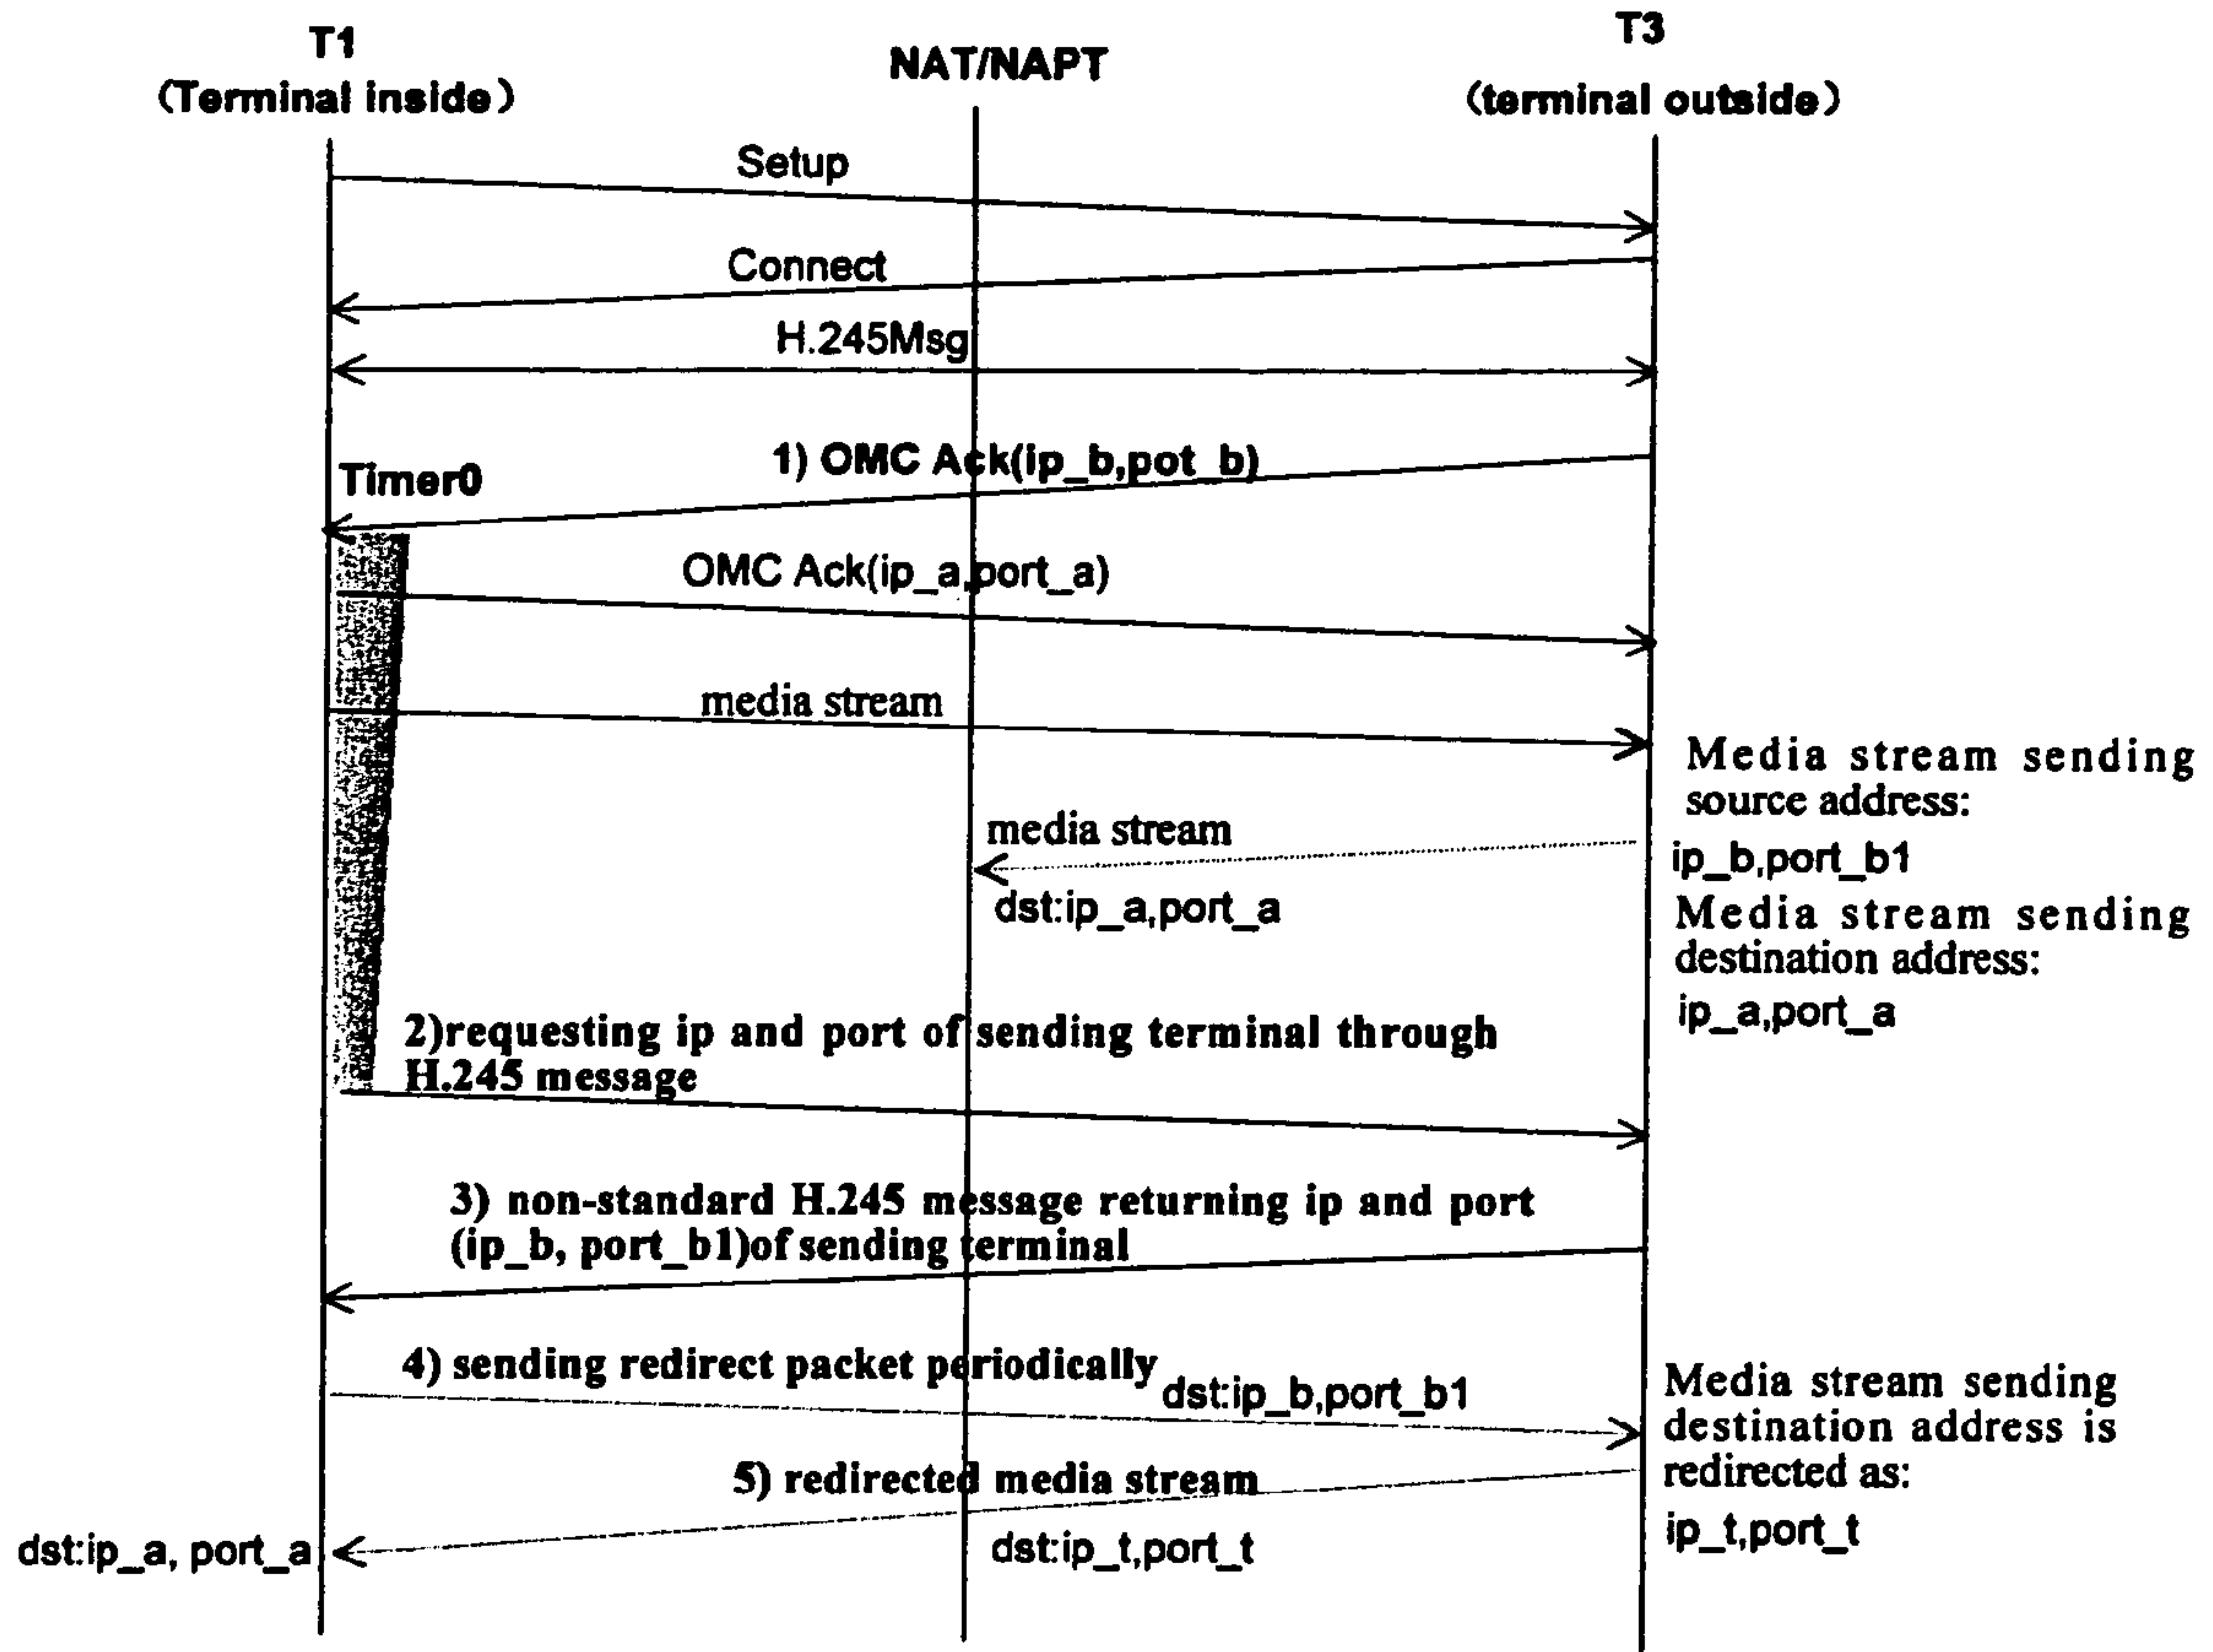 T1
（Terminal inside）
NAT/NAPT
T3
（terminal outside）
Setup
Connect
H.245Msg
1) OMC Ack(ip_b,pot_b)
Timer0
OMC Ack(ip_a,port_a)
media stream
Media stream sending
source address:
ip_b,port_b1
media stream
dst:ip_a,port_a
Media stream sending
destination address:
ip_a,port_a
2)requesting ip and port of sending terminal through
H.245 message
3) non-standard H.245 message returning ip and port
(ip_b, port_b1)of sending terminal
4) sending redirect packet periodically
dst:ip_b,port_b1
Media stream sending
destination address is
redirected as:
ip_t,port_t
5) redirected media stream
dst:ip_a, port_a
dst:ip_t,port_t